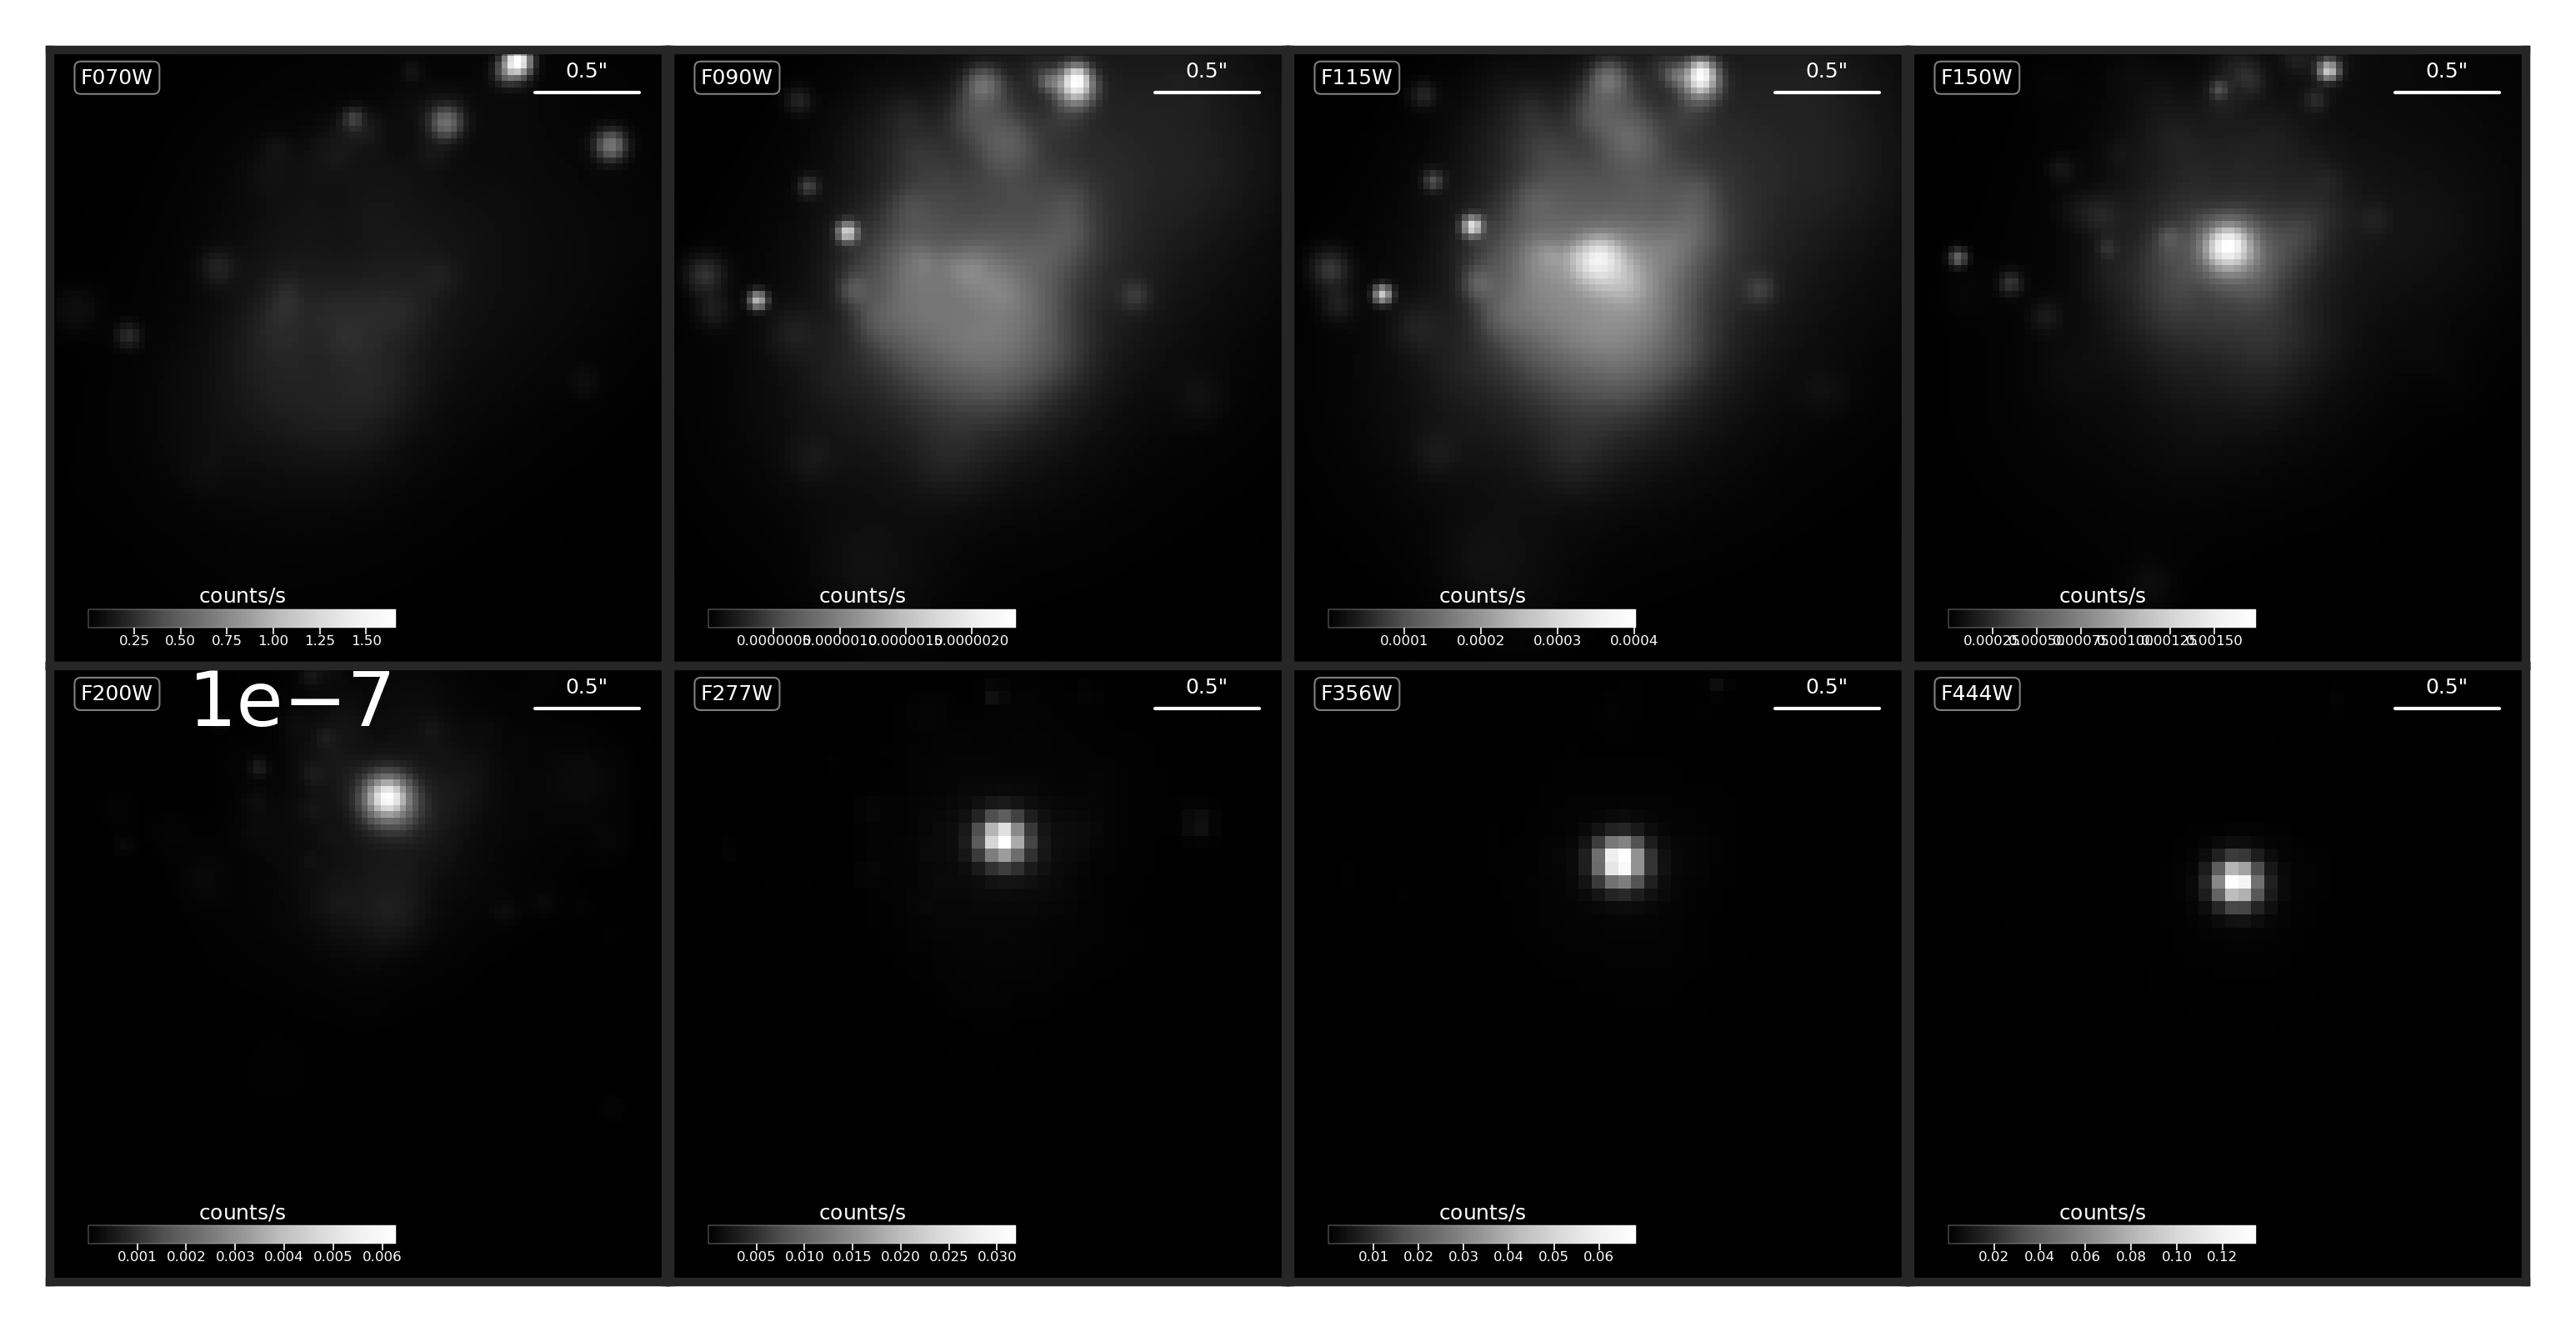 F070W 0.5" F090W 0.5" F115W 0.5" F150W 0.5"
counts/s counts/s counts/s counts/s
0.25 0.50 0.75 1.00 1.25 1.50
0.0000005 0.0000010 0.0000015 0.0000020
0.0001 0.0002 0.0003 0.0004
0.00025 0.00050 0.00075 0.00100 0.00125 0.00150
F200W 1e−7 0.5" F277W 0.5" F356W 0.5" F444W 0.5"
counts/s counts/s counts/s counts/s
0.001 0.002 0.003 0.004 0.005 0.006
0.005 0.010 0.015 0.020 0.025 0.030
0.01 0.02 0.03 0.04 0.05 0.06
0.02 0.04 0.06 0.08 0.10 0.12